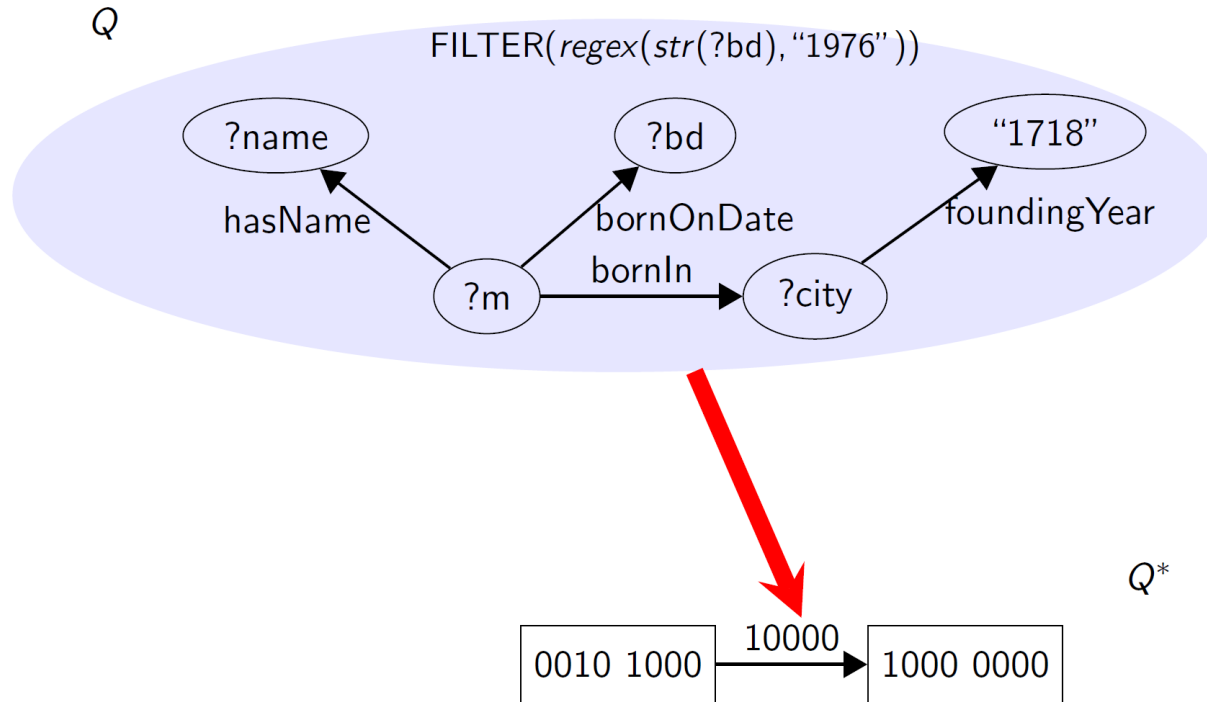 Q
FILTER(regex(str(?bd), “1976”))
?name
?bd
“1718”
hasName
bornOnDate
foundingYear
bornIn
?m
?city
Q*
10000
0010 1000
1000 0000